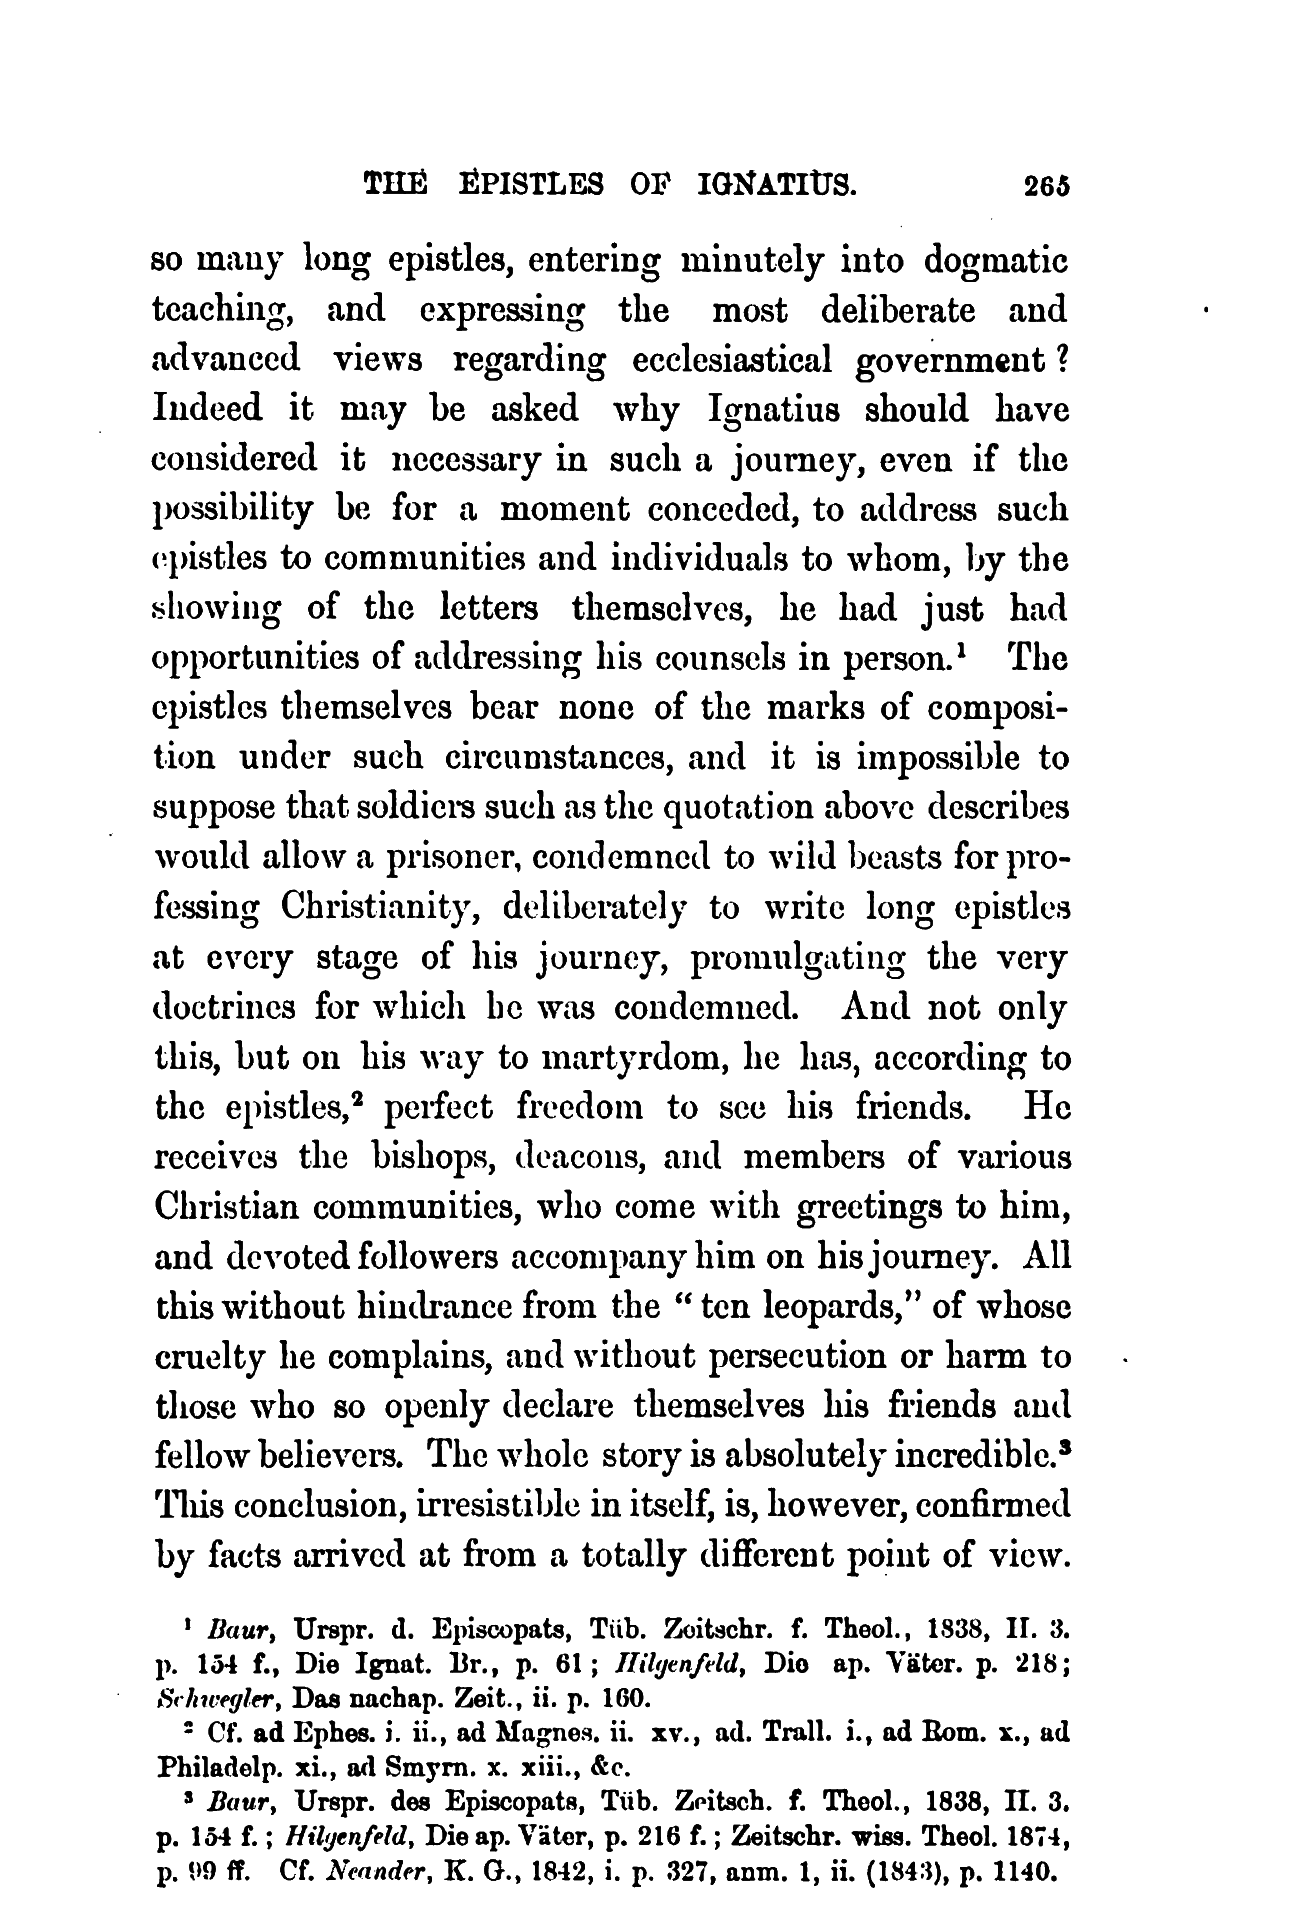 THE EPISTLES OF IGNATIUS. 265
so many long epistles, entering minutely into dogmatic
teaching, and expressing the most deliberate and
advanced views regarding ecclesiastical government ?
Indeed it may be asked why Ignatius should have
considered it necessary in such a journey, even if the
possibility be for a moment conceded, to address such
epistles to communities and individuals to whom, by the
showing of the letters themselves, he had just had
opportunities of addressing his counsels in person.¹ The
epistles themselves bear none of the marks of composi-
tion under such circumstances, and it is impossible to
suppose that soldiers such as the quotation above describes
would allow a prisoner, condemned to wild beasts for pro-
fessing Christianity, deliberately to write long epistles
at every stage of his journey, promulgating the very
doctrines for which he was condemned. And not only
this, but on his way to martyrdom, he has, according to
the epistles,² perfect freedom to see his friends. He
receives the bishops, deacons, and members of various
Christian communities, who come with greetings to him,
and devoted followers accompany him on his journey. All
this without hindrance from the “ ten leopards,” of whose
cruelty he complains, and without persecution or harm to
those who so openly declare themselves his friends and
fellow believers. The whole story is absolutely incredible.³
This conclusion, irresistible in itself, is, however, confirmed
by facts arrived at from a totally different point of view.
¹ Baur, Urspr. d. Episcopats, Tüb. Zeitschr. f. Theol., 1838, II. 3.
p. 154 f., Die Ignat. Br., p. 61 ; Hilgenfeld, Die ap. Väter. p. 218 ;
Schwegler, Das nachap. Zeit., ii. p. 160.
² Cf. ad Ephes. i. ii., ad Magnes. ii. xv., ad. Trall. i., ad Rom. x., ad
Philadelp. xi., ad Smyrn. x. xiii., &c.
³ Baur, Urspr. des Episcopats, Tüb. Zeitsch. f. Theol., 1838, II. 3.
p. 154 f. ; Hilgenfeld, Die ap. Väter, p. 216 f. ; Zeitschr. wiss. Theol. 1874,
p. 99 ff. Cf. Neander, K. G., 1842, i. p. 327, anm. 1, ii. (1843), p. 1140.